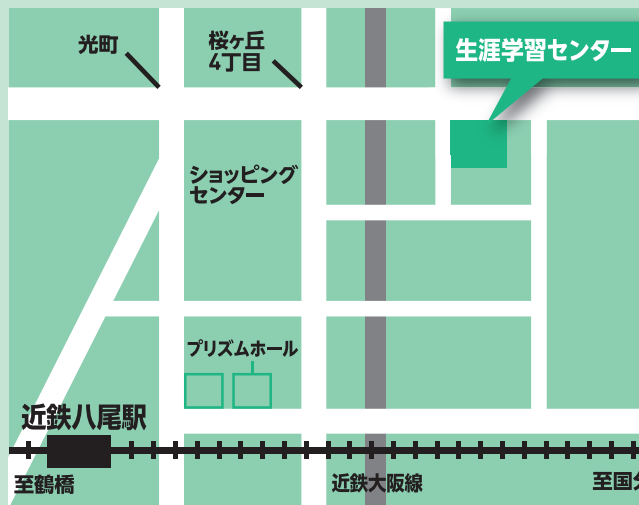 光町
桜ヶ丘
4丁目
生涯学習センター
ショッピング
センター
プリズムホール
近鉄八尾駅
至鶴橋
近鉄大阪線
至国